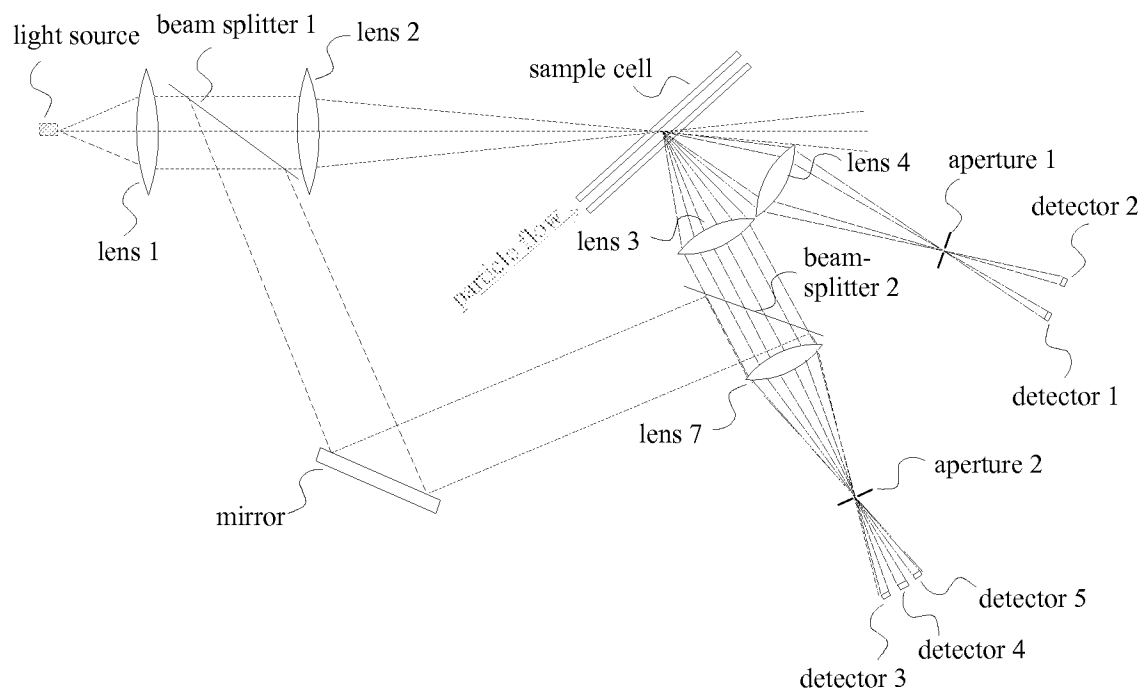 beam splitter 1
light source
lens 2
sample cell
lens 4
aperture 1
detector 2
lens 1
lens 3
particle flow
beam-
splitter 2
detector 1
lens 7
aperture 2
mirror
detector 5
detector 4
detector 3